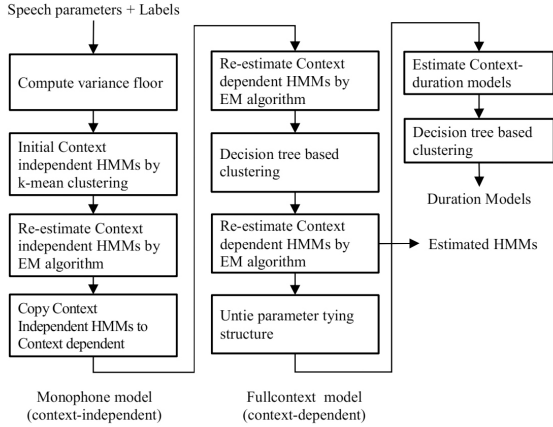 Speech parameters + Labels
Compute variance floor
Initial Context
independent HMMs by
k-mean clustering
Re-estimate Context
independent HMMs by
EM algorithm
Copy Context
Independent HMMs to
Context dependent
Monophone model
(context-independent)
Re-estimate Context
dependent HMMs by
EM algorithm
Decision tree based
clustering
Re-estimate Context
dependent HMMs by
EM algorithm
Untie parameter tying
structure
Fullcontext model
(context-dependent)
Estimate Context-
duration models
Decision tree based
clustering
Duration Models
Estimated HMMs